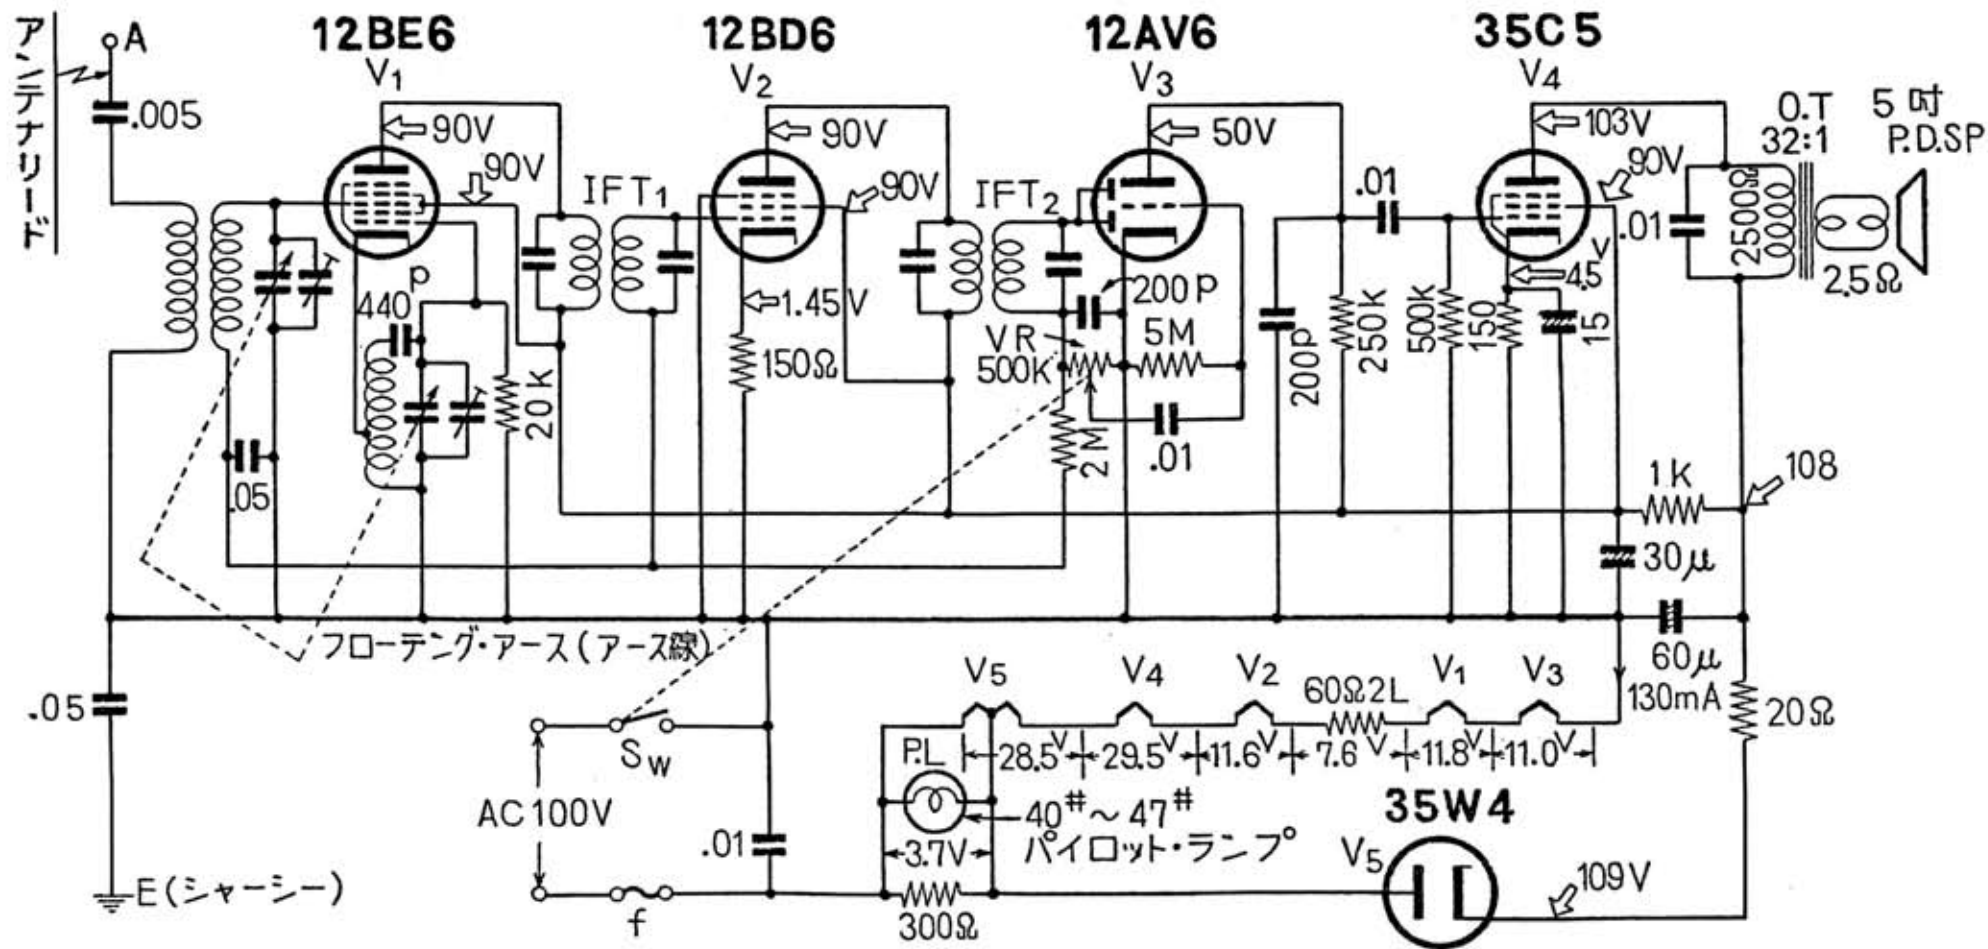 アンテナリード
A
.005
12BE6
V1
90V
90V
12BD6
V2
90V
90V
12AV6
V3
50V
35C5
V4
103V
90V
O.T
32:1
5吋
P.D.SP
IFT1
IFT2
.01
.01
2500Ω
2.5Ω
440P
20K
.05
1.45V
150Ω
200P
VR
500K
5M
2M
.01
200P
250K
500K
150
4.5V
15
1K
108
30μ
60μ
130mA
20Ω
フローテング・アース(アース線)
.05
E(シャーシー)
AC100V
Sw
f
.01
V5
V4
V2
60Ω2L
V1
V3
28.5V
29.5V
11.6V
7.6V
11.8V
11.0V
P.L
3.7V
300Ω
40#~47#
パイロット・ランプ
35W4
V5
109V